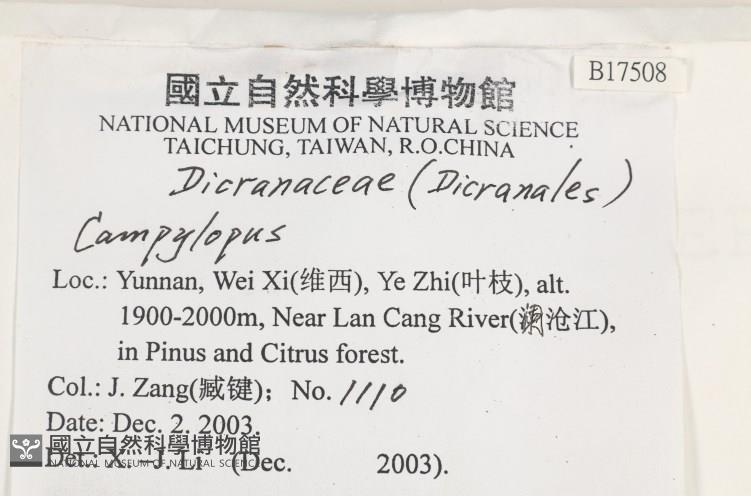 B17508
國立自然科學博物館
NATIONAL MUSEUM OF NATURAL SCIENCE
TAICHUNG, TAIWAN, R.O.CHINA
Dicranaceae (Dicranales)
Campylopus
Loc.: Yunnan, Wei Xi(维西), Ye Zhi(叶枝), alt.
1900-2000m, Near Lan Cang River(澜沧江),
in Pinus and Citrus forest.
Col.: J. Zang(臧键); No. 1110
Date: Dec. 2. 2003.
國立自然科學博物館
NATIONAL MUSEUM OF NATURAL SCIENCE
Det.: X. J. Li (Dec. 2003).